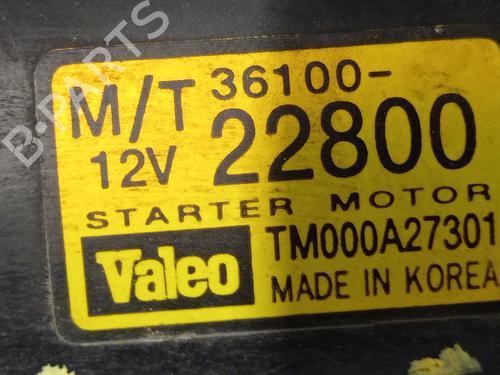 M/T 36100-
12V 22800
STARTER MOTOR
Valeo TM000A27301
MADE IN KOREA
B-PARTS